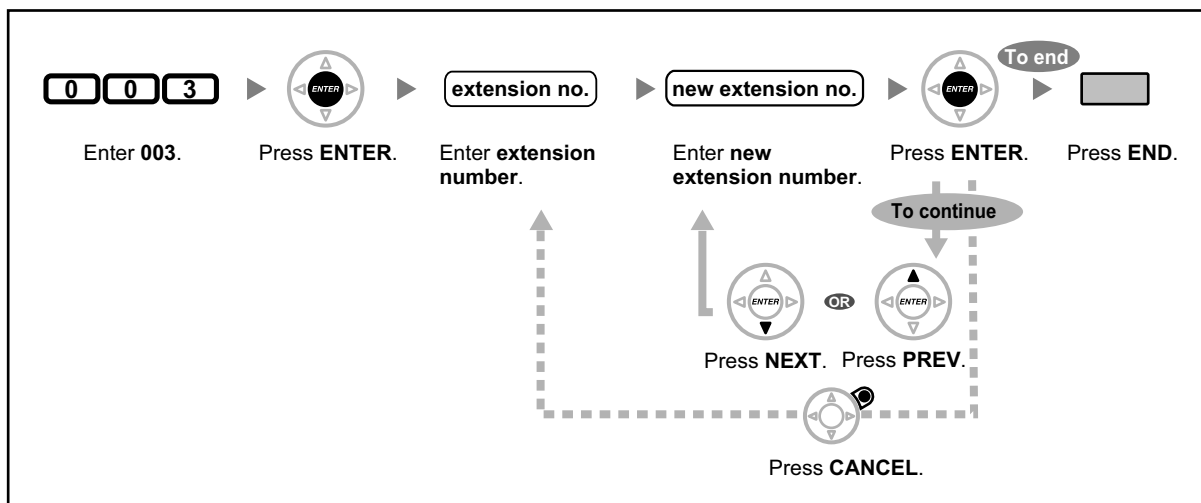 To end
0 0 3
ENTER
extension no.
new extension no.
ENTER
Enter 003.
Press ENTER.
Enter extension
number.
Enter new
extension number.
Press ENTER.
Press END.
To continue
ENTER
OR
ENTER
Press NEXT.
Press PREV.
Press CANCEL.